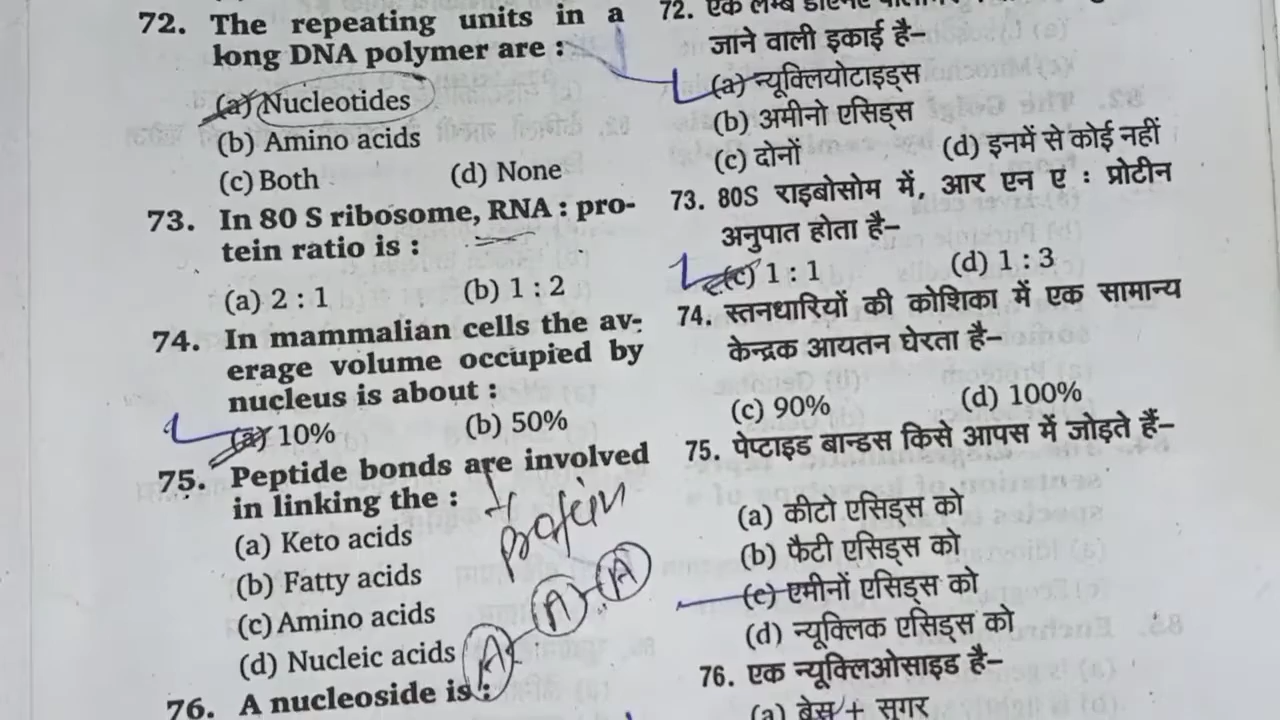 72. The repeating units in a
long DNA polymer are :
(a) Nucleotides
(b) Amino acids
(c) Both (d) None
73. In 80 S ribosome, RNA : pro-
tein ratio is :
(a) 2 : 1 (b) 1 : 2
74. In mammalian cells the av-
erage volume occupied by
nucleus is about :
(a) 10% (b) 50%
75. Peptide bonds are involved
in linking the :
protein
(a) Keto acids
(b) Fatty acids
(c) Amino acids
(d) Nucleic acids
A A A
76. A nucleoside is :
72. एक लम्बे डीएनए
जाने वाली इकाई है–
(a) न्यूक्लियोटाइड्स
(b) अमीनो एसिड्स
(c) दोनों (d) इनमें से कोई नहीं
73. 80S राइबोसोम में, आर एन ए : प्रोटीन
अनुपात होता है–
(c) 1 : 1 (d) 1 : 3
74. स्तनधारियों की कोशिका में एक सामान्य
केन्द्रक आयतन घेरता है–
(c) 90% (d) 100%
75. पेप्टाइड बान्डस किसे आपस में जोड़ते हैं–
(a) कीटो एसिड्स को
(b) फैटी एसिड्स को
(c) एमीनों एसिड्स को
(d) न्यूक्लिक एसिड्स को
76. एक न्यूक्लिओसाइड है–
(a) बेस + सुगर